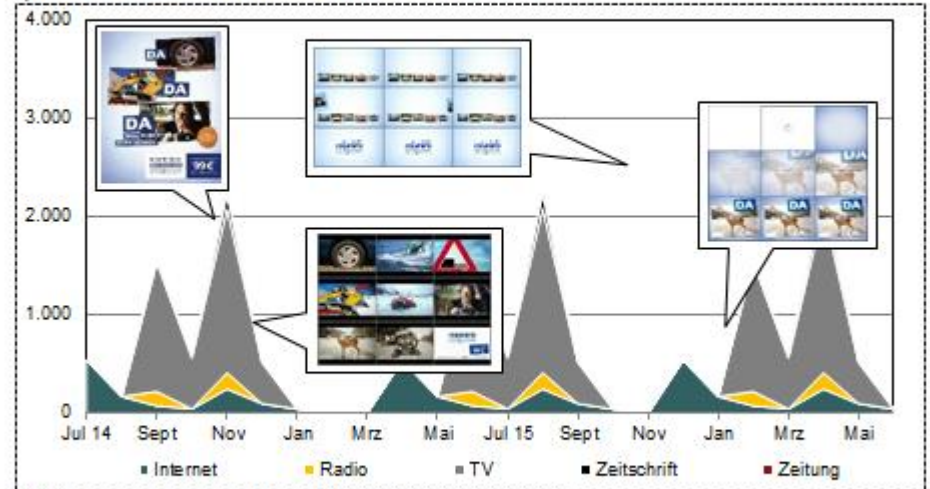 4.000
3.000
2.000
1.000
0
Jul 14 Sept Nov Jan Mrz Mai Jul 15 Sept Nov Jan Mrz Mai
Internet Radio TV Zeitschrift Zeitung
DA
DA
DA
99€
DA
DA
DA
DA